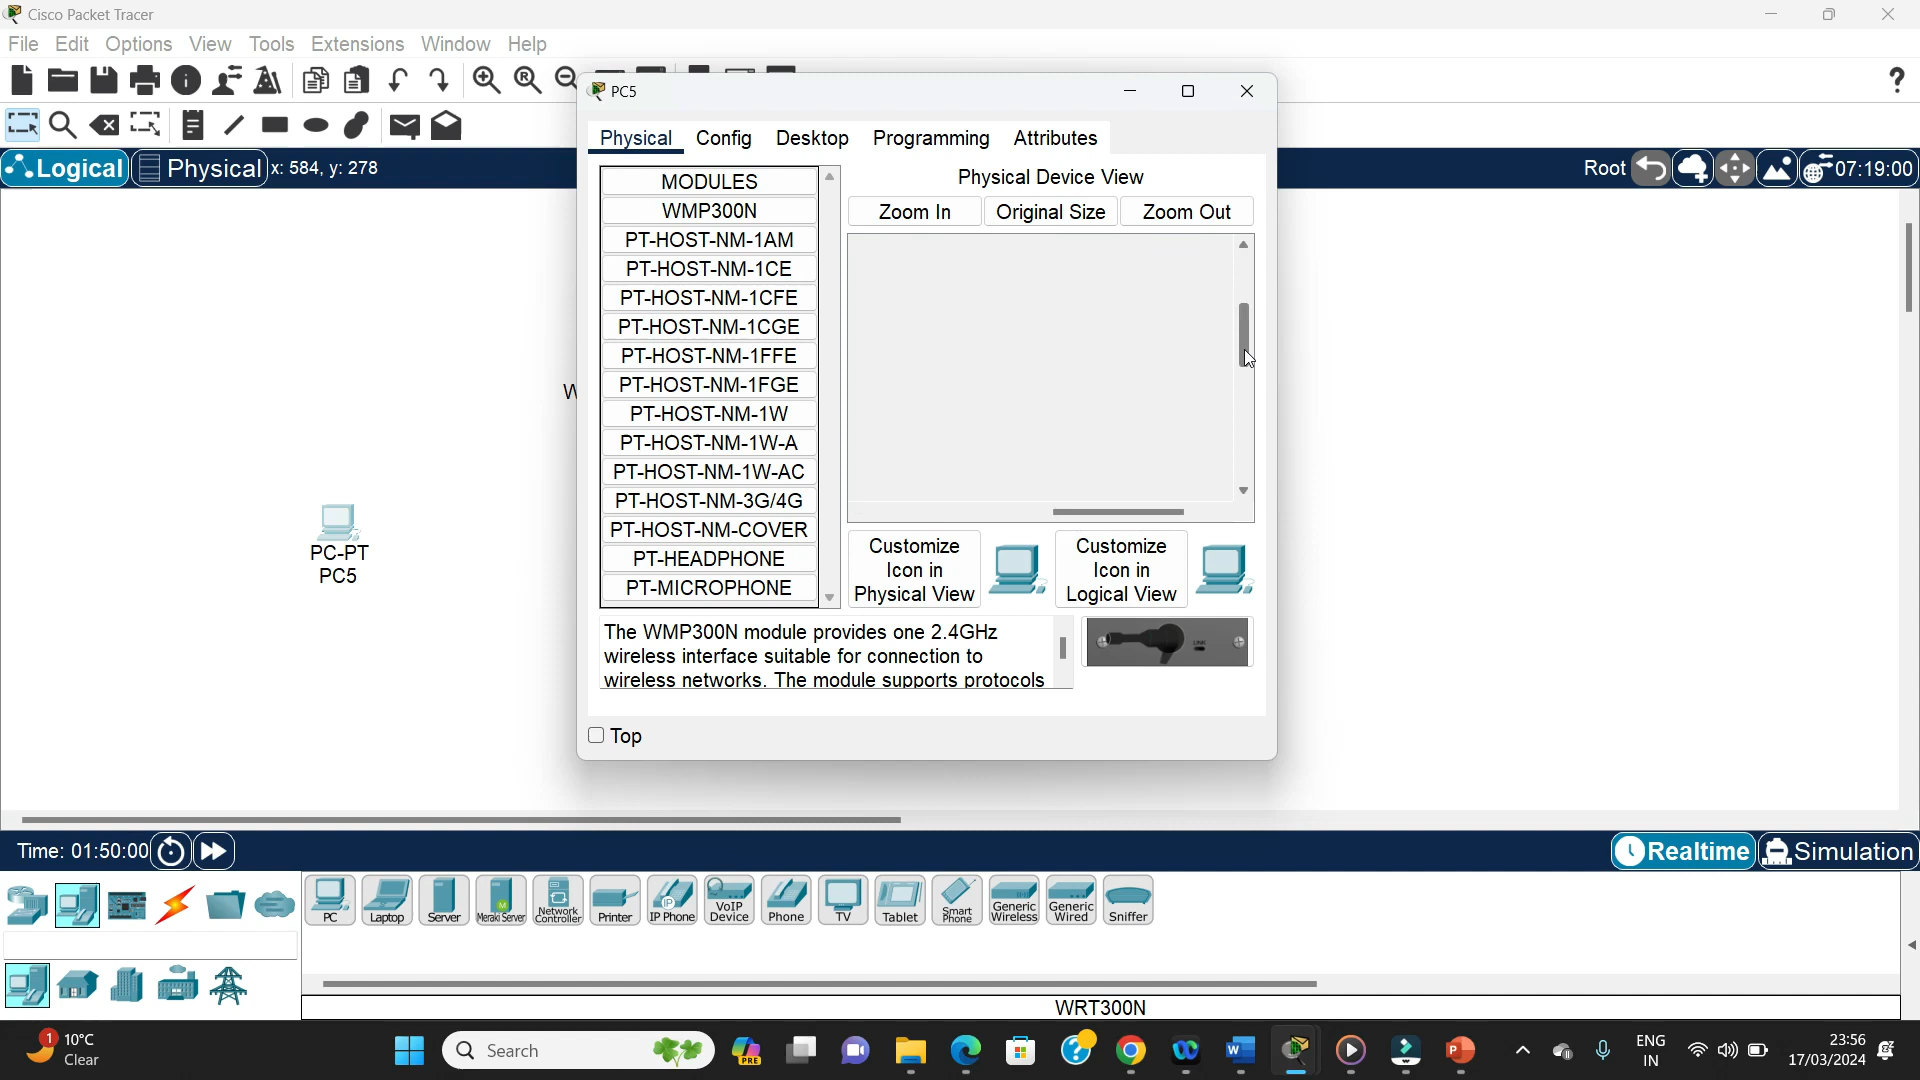 Cisco Packet Tracer
File Edit Options View Tools Extensions Window Help
PC5
Physical Config Desktop Programming Attributes
Logical Physical x: 584, y: 278 Root 07:19:00
MODULES
WMP300N
PT-HOST-NM-1AM
PT-HOST-NM-1CE
PT-HOST-NM-1CFE
PT-HOST-NM-1CGE
PT-HOST-NM-1FFE
PT-HOST-NM-1FGE
PT-HOST-NM-1W
PT-HOST-NM-1W-A
PT-HOST-NM-1W-AC
PT-HOST-NM-3G/4G
PT-HOST-NM-COVER
PT-HEADPHONE
PT-MICROPHONE
Physical Device View
Zoom In Original Size Zoom Out
Customize
Icon in
Physical View
Customize
Icon in
Logical View
The WMP300N module provides one 2.4GHz
wireless interface suitable for connection to
wireless networks. The module supports protocols
LINK
Top
W
PC-PT
PC5
Time: 01:50:00 Realtime Simulation
PC
Laptop
Server
Meraki Server
Network
Controller
Printer
IP Phone
VoIP
Device
Phone
TV
Tablet
Smart
Phone
Generic
Wireless
Generic
Wired
Sniffer
WRT300N
1
10°C
Clear
Search
PRE
ENG
IN
23:56
17/03/2024